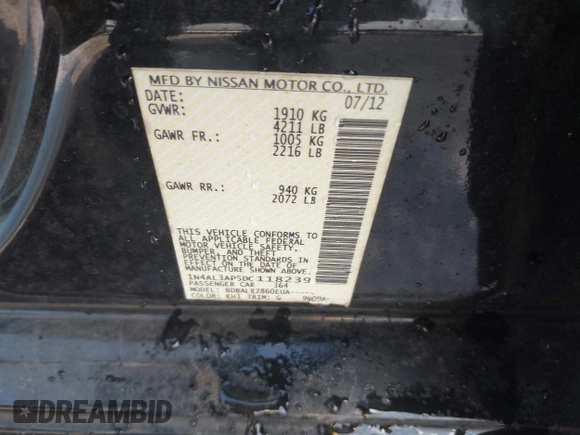 MFD BY NISSAN MOTOR CO., LTD.
DATE: 07/12
GVWR: 1910 KG
4211 LB
GAWR FR.: 1005 KG
2216 LB
GAWR RR.: 940 KG
2072 LB
THIS VEHICLE CONFORMS TO
ALL APPLICABLE FEDERAL
MOTOR VEHICLE SAFETY,
BUMPER, AND THEFT
PREVENTION STANDARDS
IN EFFECT ON THE DATE OF
MANUFACTURE SHOWN ABOVE.
1N4AL3AP5DC118239
PASSENGER CAR 364
MODEL: BDBALRZB60EUA-----
COLOR: KH3 TRIM: G
DREAMBID